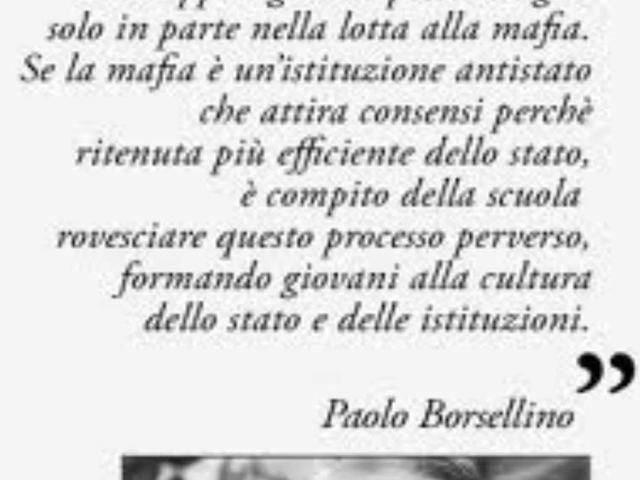 solo in parte nella lotta alla mafia.
Se la mafia è un'istituzione antistato
che attira consensi perchè
ritenuta più efficiente dello stato,
è compito della scuola
rovesciare questo processo perverso,
formando giovani alla cultura
dello stato e delle istituzioni.
”
Paolo Borsellino